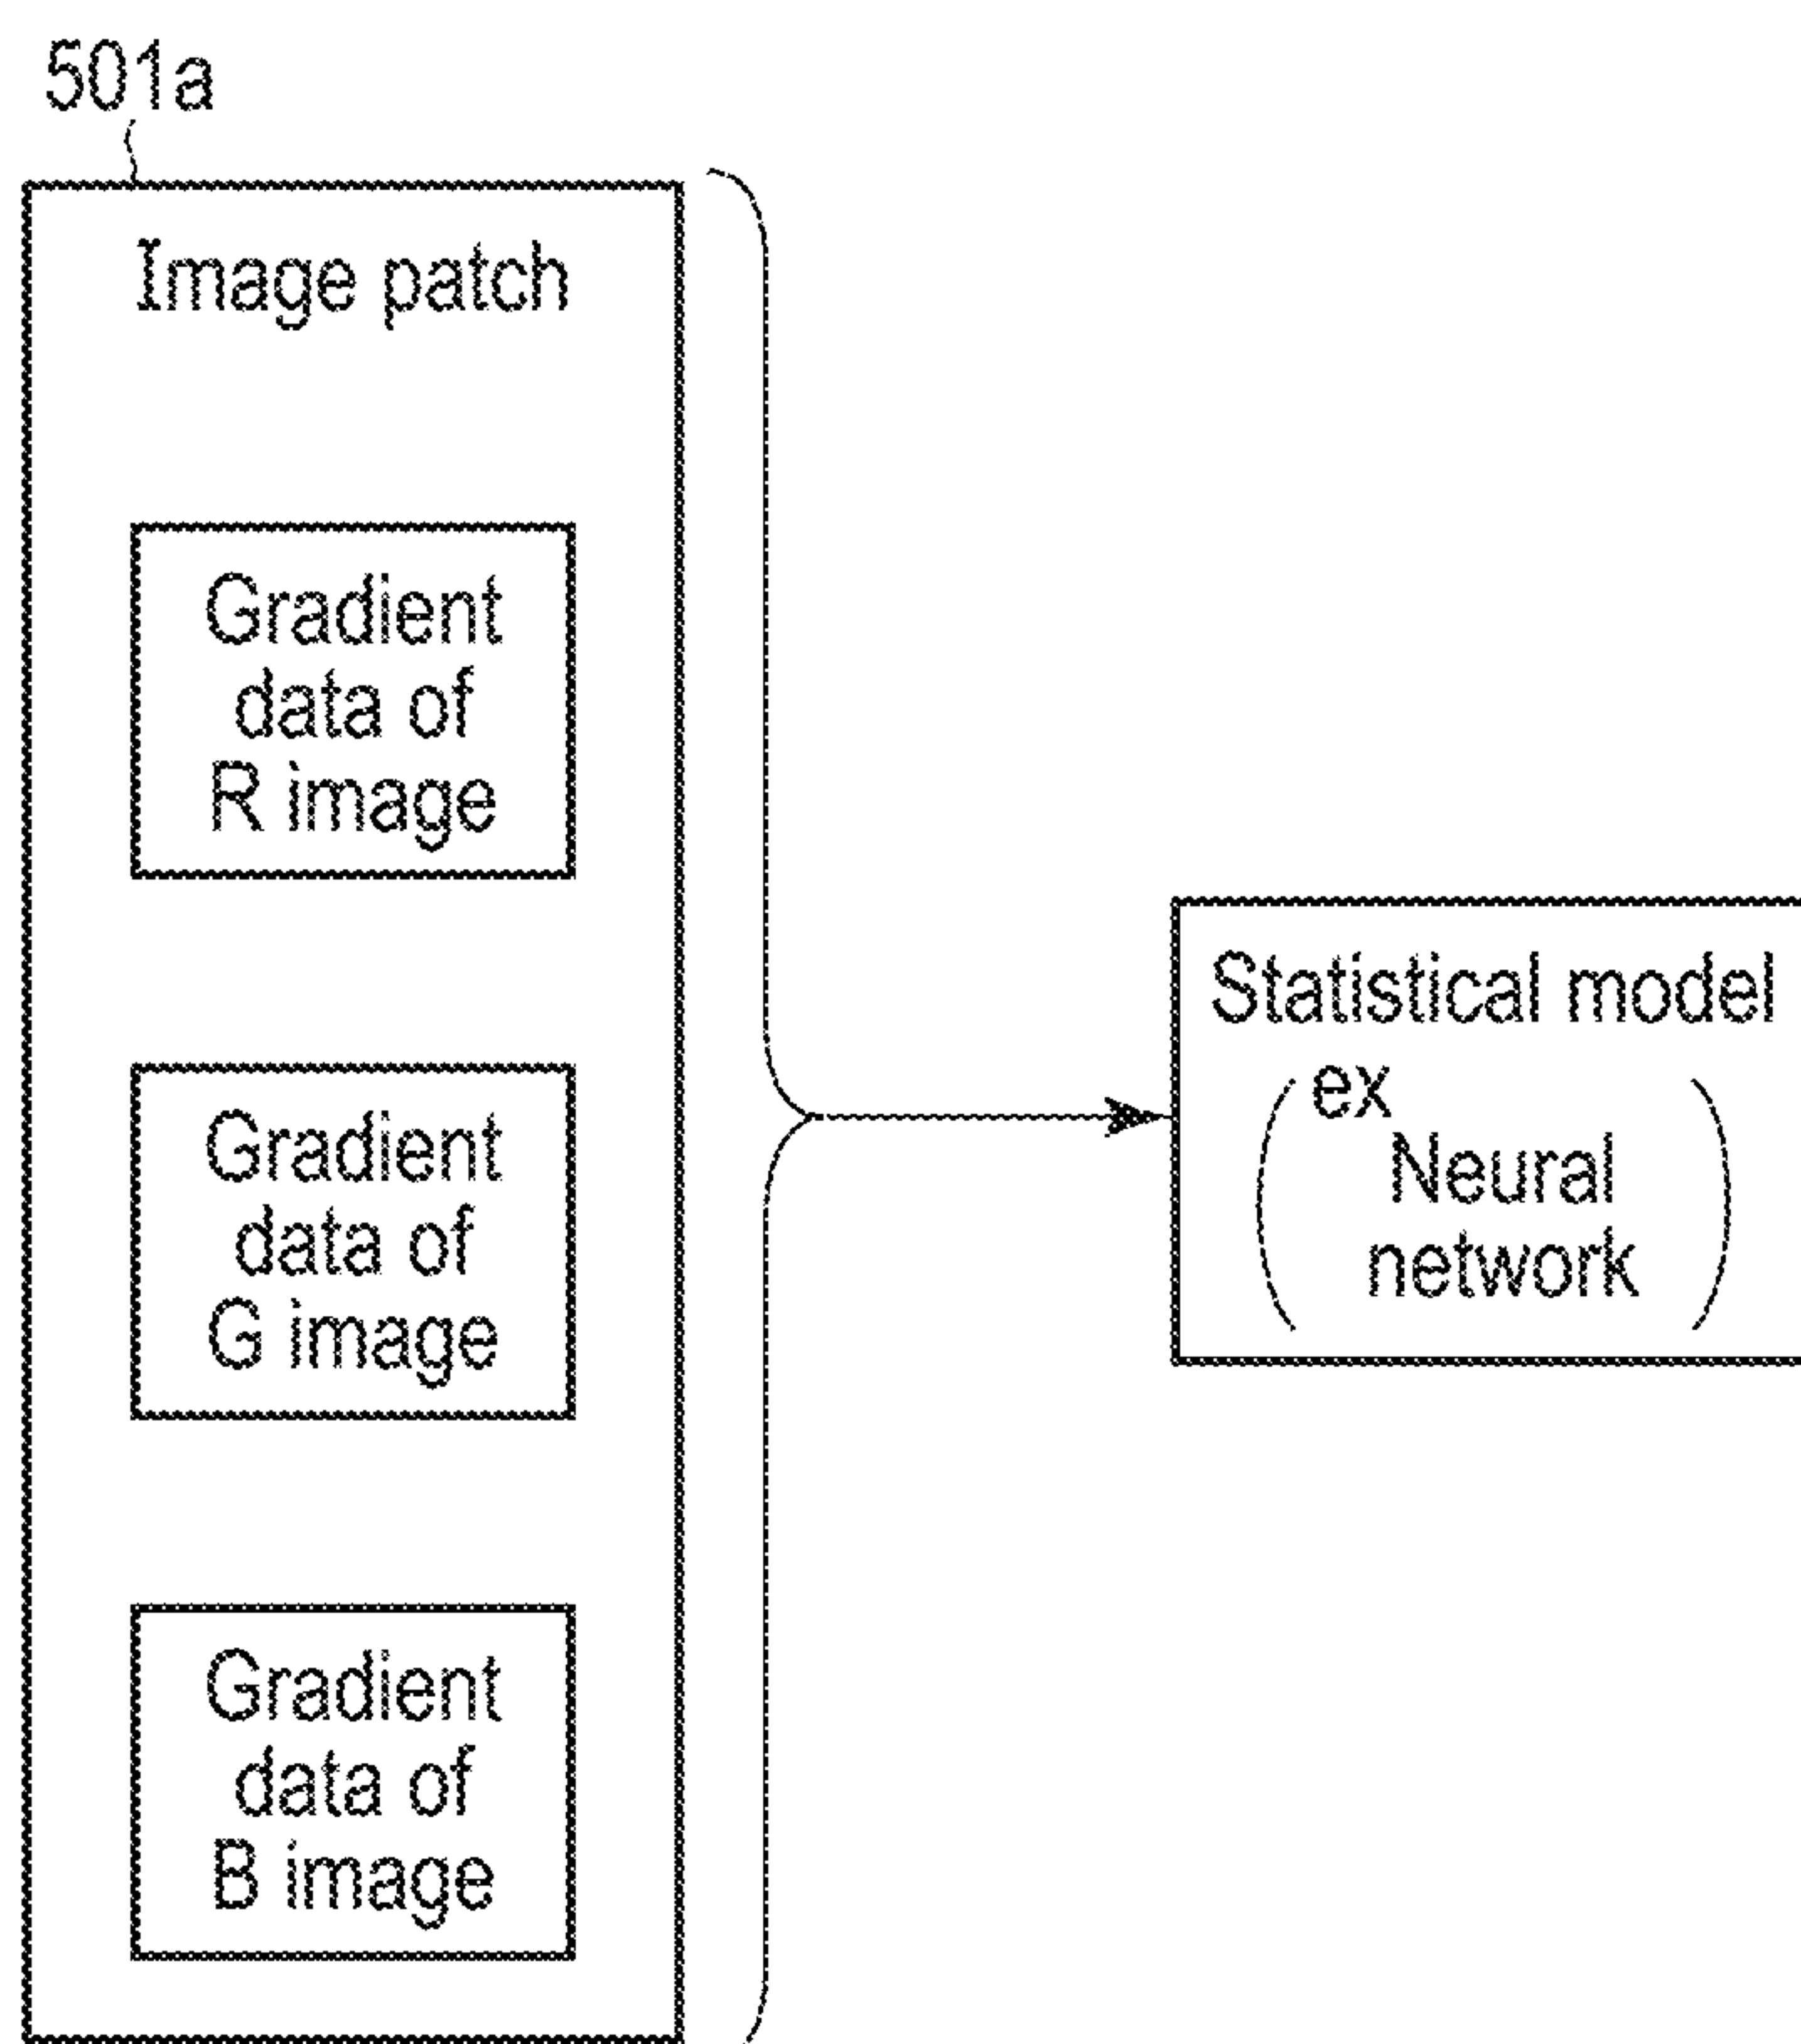 501a
Image patch
Gradient
data of
R image
Gradient
data of
G image
Gradient
data of
B image
Statistical model
( ex
Neural
network )